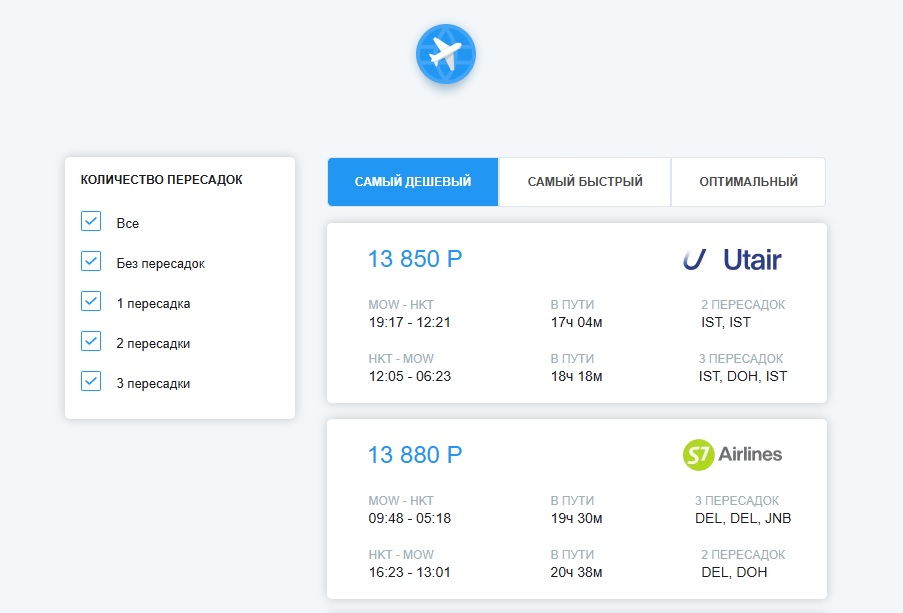 КОЛИЧЕСТВО ПЕРЕСАДОК
Все
Без пересадок
1 пересадка
2 пересадки
3 пересадки
САМЫЙ ДЕШЕВЫЙ САМЫЙ БЫСТРЫЙ ОПТИМАЛЬНЫЙ
13 850 Р Utair
MOW - HKT В ПУТИ 2 ПЕРЕСАДОК
19:17 - 12:21 17ч 04м IST, IST
HKT - MOW В ПУТИ 3 ПЕРЕСАДОК
12:05 - 06:23 18ч 18м IST, DOH, IST
13 880 Р S7 Airlines
MOW - HKT В ПУТИ 3 ПЕРЕСАДОК
09:48 - 05:18 19ч 30м DEL, DEL, JNB
HKT - MOW В ПУТИ 2 ПЕРЕСАДОК
16:23 - 13:01 20ч 38м DEL, DOH